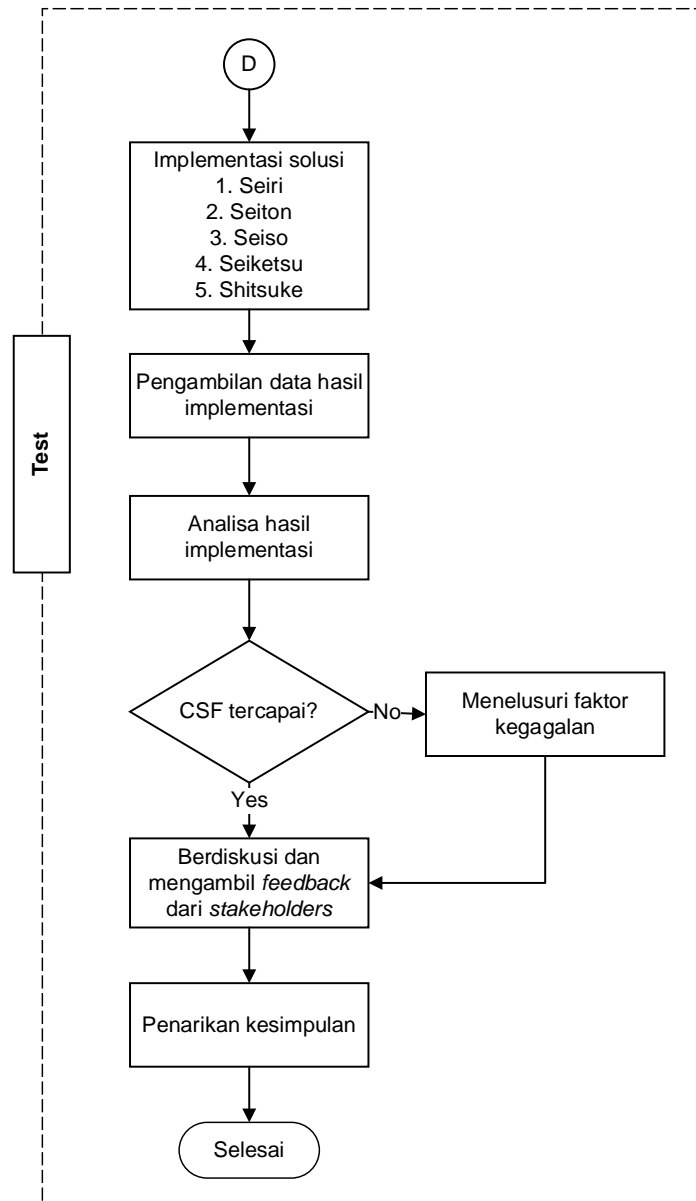 D
Implementasi solusi
1. Seiri
2. Seiton
3. Seiso
4. Seiketsu
5. Shitsuke
Test
Pengambilan data hasil
implementasi
Analisa hasil
implementasi
CSF tercapai?
No
Menelusuri faktor
kegagalan
Yes
Berdiskusi dan
mengambil feedback
dari stakeholders
Penarikan kesimpulan
Selesai